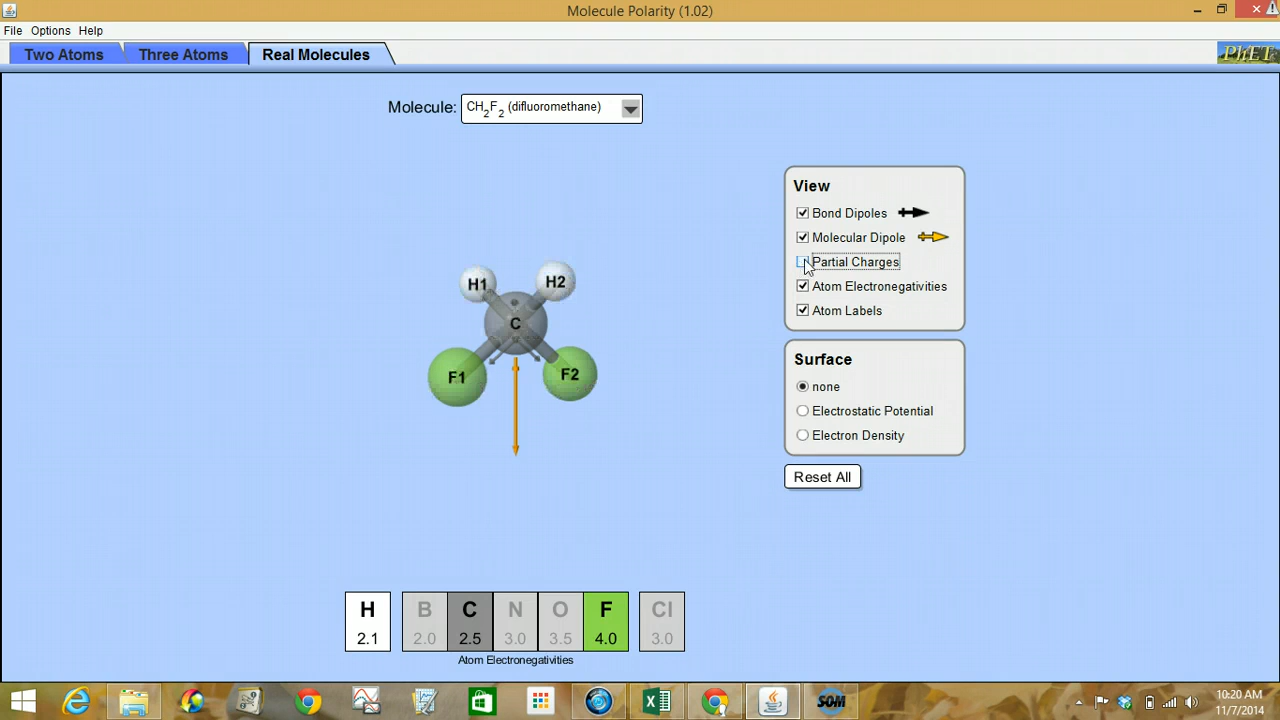 Molecule Polarity (1.02)
File Options Help
Two Atoms Three Atoms Real Molecules PhET
Molecule: CH2F2 (difluoromethane)
View
Bond Dipoles
Molecular Dipole
Partial Charges
Atom Electronegativities
Atom Labels
H1 H2
C
F1 F2
Surface
none
Electrostatic Potential
Electron Density
Reset All
H B C N O F Cl
2.1 2.0 2.5 3.0 3.5 4.0 3.0
Atom Electronegativities
SOM
10:20 AM
11/7/2014